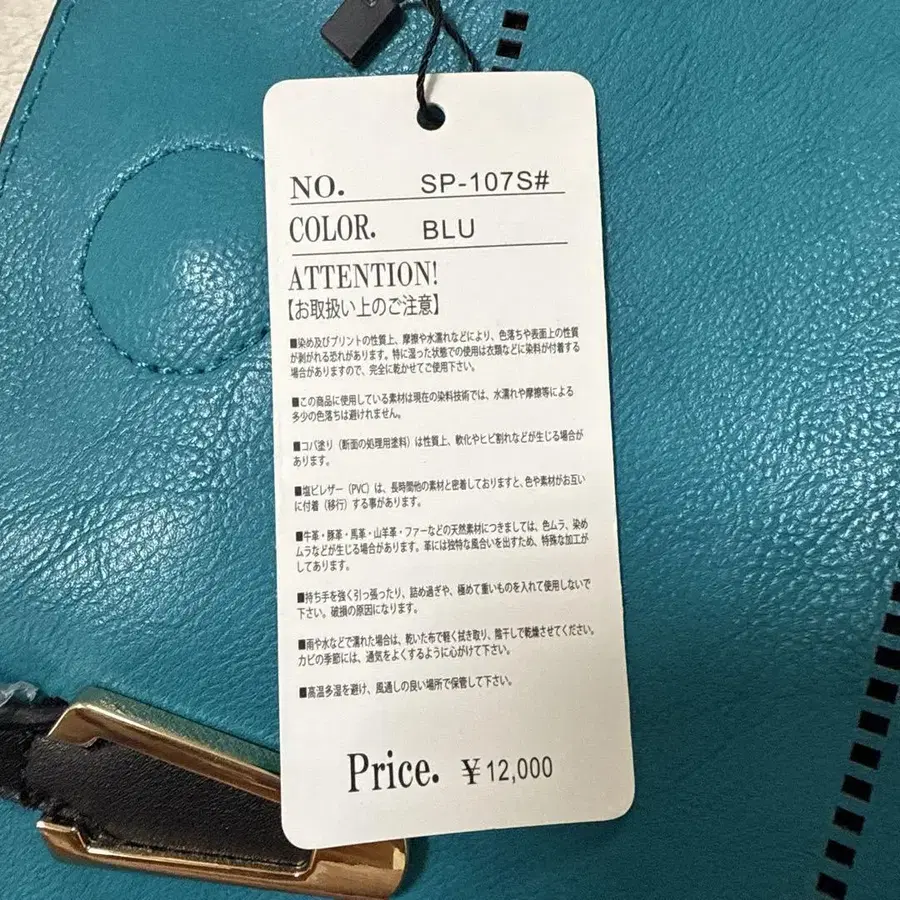 NO. SP-107S#
COLOR. BLU
ATTENTION!
【お取扱い上のご注意】
■染め及びプリントの性質上、摩擦や水濡れなどにより、色落ちや表面上の性質
が剥がれる恐れがあります。特に湿った状態での使用は衣類などに染料が付着する
場合がありますので、完全に乾かせてご使用下さい。
■この商品に使用している素材は現在の染料技術では、水濡れや摩擦等による
多少の色落ちは避けれません。
■コバ塗り（断面の処理用塗料）は性質上、軟化やヒビ割れなどが生じる場合が
あります。
■塩ビレザー（PVC）は、長時間他の素材と密着しておりますと、色や素材がお互い
に付着（移行）する事があります。
■牛革・豚革・馬革・山羊革・ファーなどの天然素材につきましては、色ムラ、染め
ムラなどが生じる場合があります。革には独特な風合いを出すため、特殊な加工が
してあります。
■持ち手を強く引っ張ったり、詰め過ぎや、極めて重いものを入れて使用しないで
下さい。破損の原因になります。
■雨や水などで濡れた場合は、乾いた布で軽く拭き取り、陰干しで乾燥させてください。
カビの季節には、通気をよくするように心がけて下さい。
■高温多湿を避け、風通しの良い場所で保管して下さい。
Price. ¥12,000